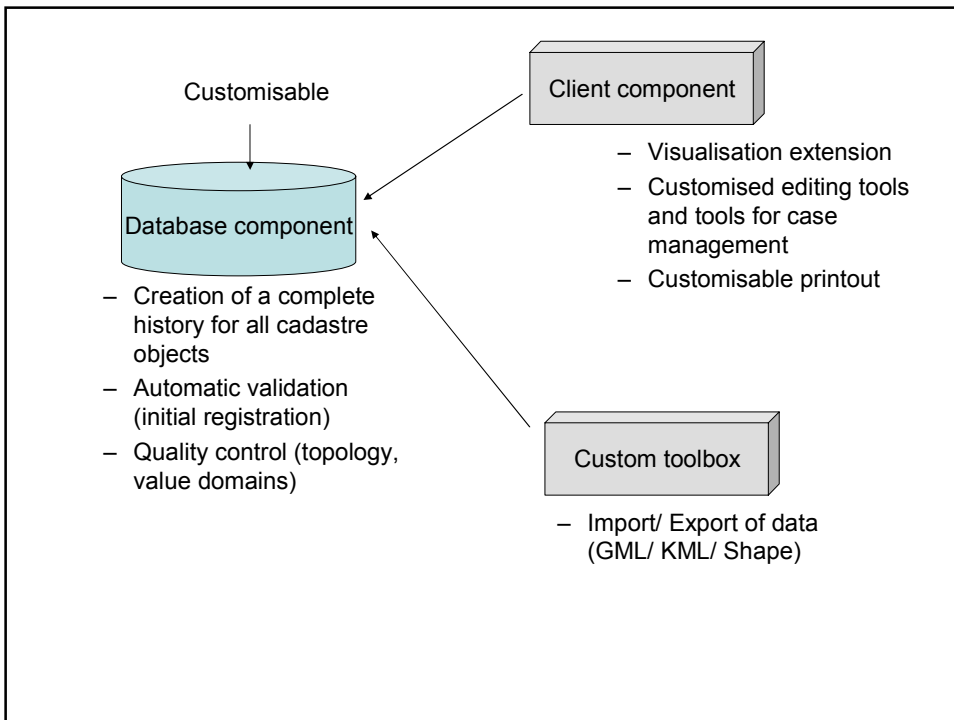 Customisable
Database component
– Creation of a complete
history for all cadastre
objects
– Automatic validation
(initial registration)
– Quality control (topology,
value domains)
Client component
– Visualisation extension
– Customised editing tools
and tools for case
management
– Customisable printout
Custom toolbox
– Import/ Export of data
(GML/ KML/ Shape)